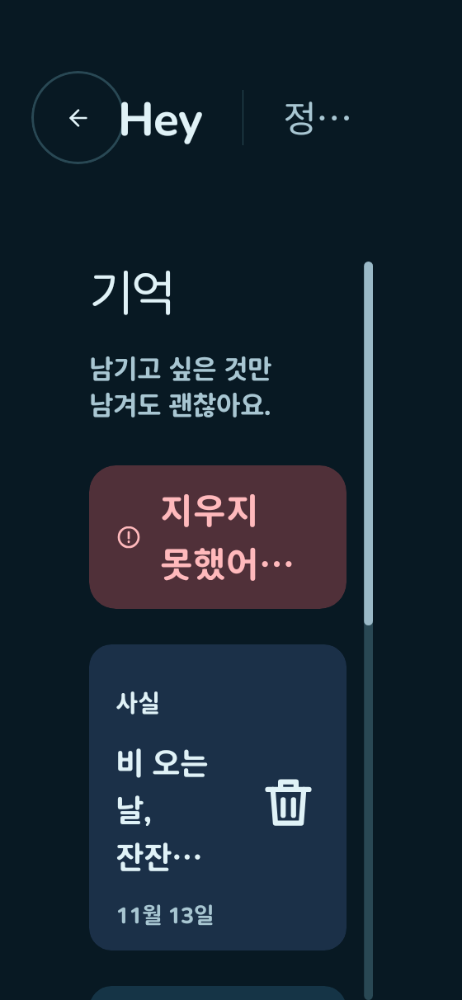 Hey
정…
기억
남기고 싶은 것만
남겨도 괜찮아요.
지우지
못했어…
사실
비 오는
날,
잔잔…
11월 13일